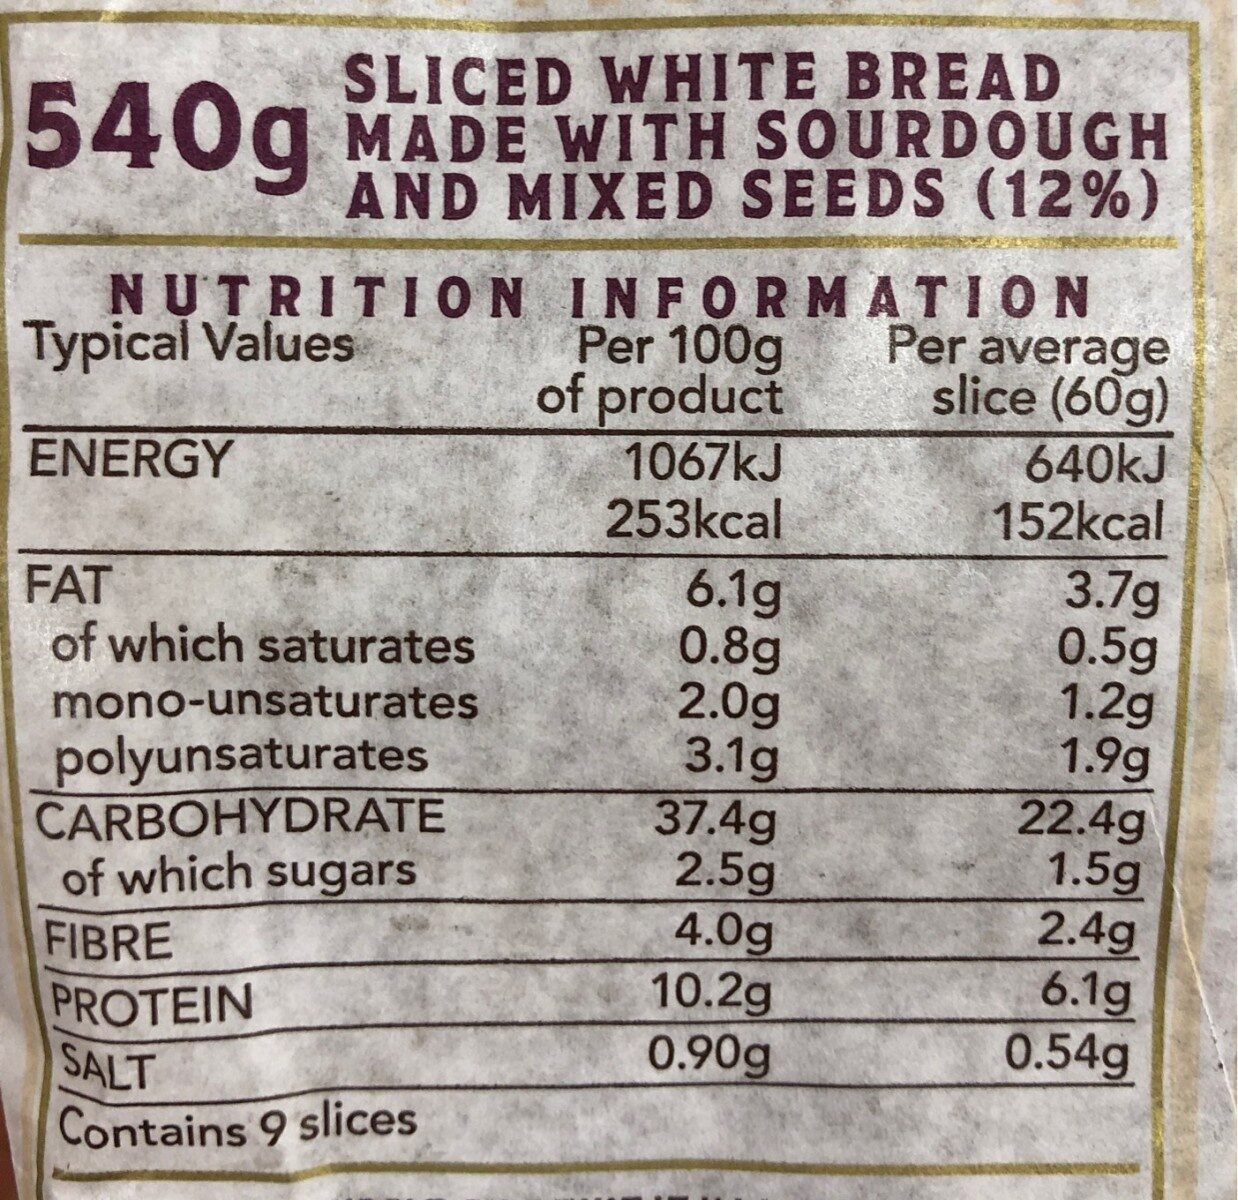 540g SLICED WHITE BREAD
MADE WITH SOURDOUGH
AND MIXED SEEDS (12%)
NUTRITION INFORMATION
Typical Values Per 100g of product Per average slice (60g)
ENERGY 1067kJ 640kJ
253kcal 152kcal
FAT 6.1g 3.7g
of which saturates 0.8g 0.5g
mono-unsaturates 2.0g 1.2g
polyunsaturates 3.1g 1.9g
CARBOHYDRATE 37.4g 22.4g
of which sugars 2.5g 1.5g
FIBRE 4.0g 2.4g
PROTEIN 10.2g 6.1g
SALT 0.90g 0.54g
Contains 9 slices